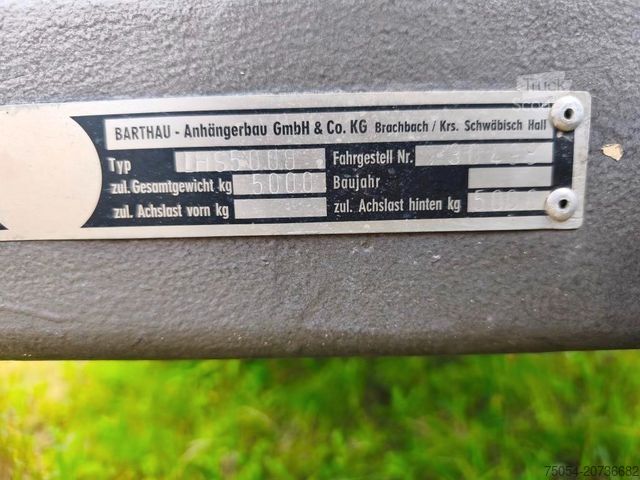 BARTHAU - Anhängerbau GmbH & Co. KG Brachbach / Krs. Schwäbisch Hall
Typ Fahrgestell Nr.
zul. Gesamtgewicht kg 5000 Baujahr
zul. Achslast vorn kg zul. Achslast hinten kg
75054-20736682